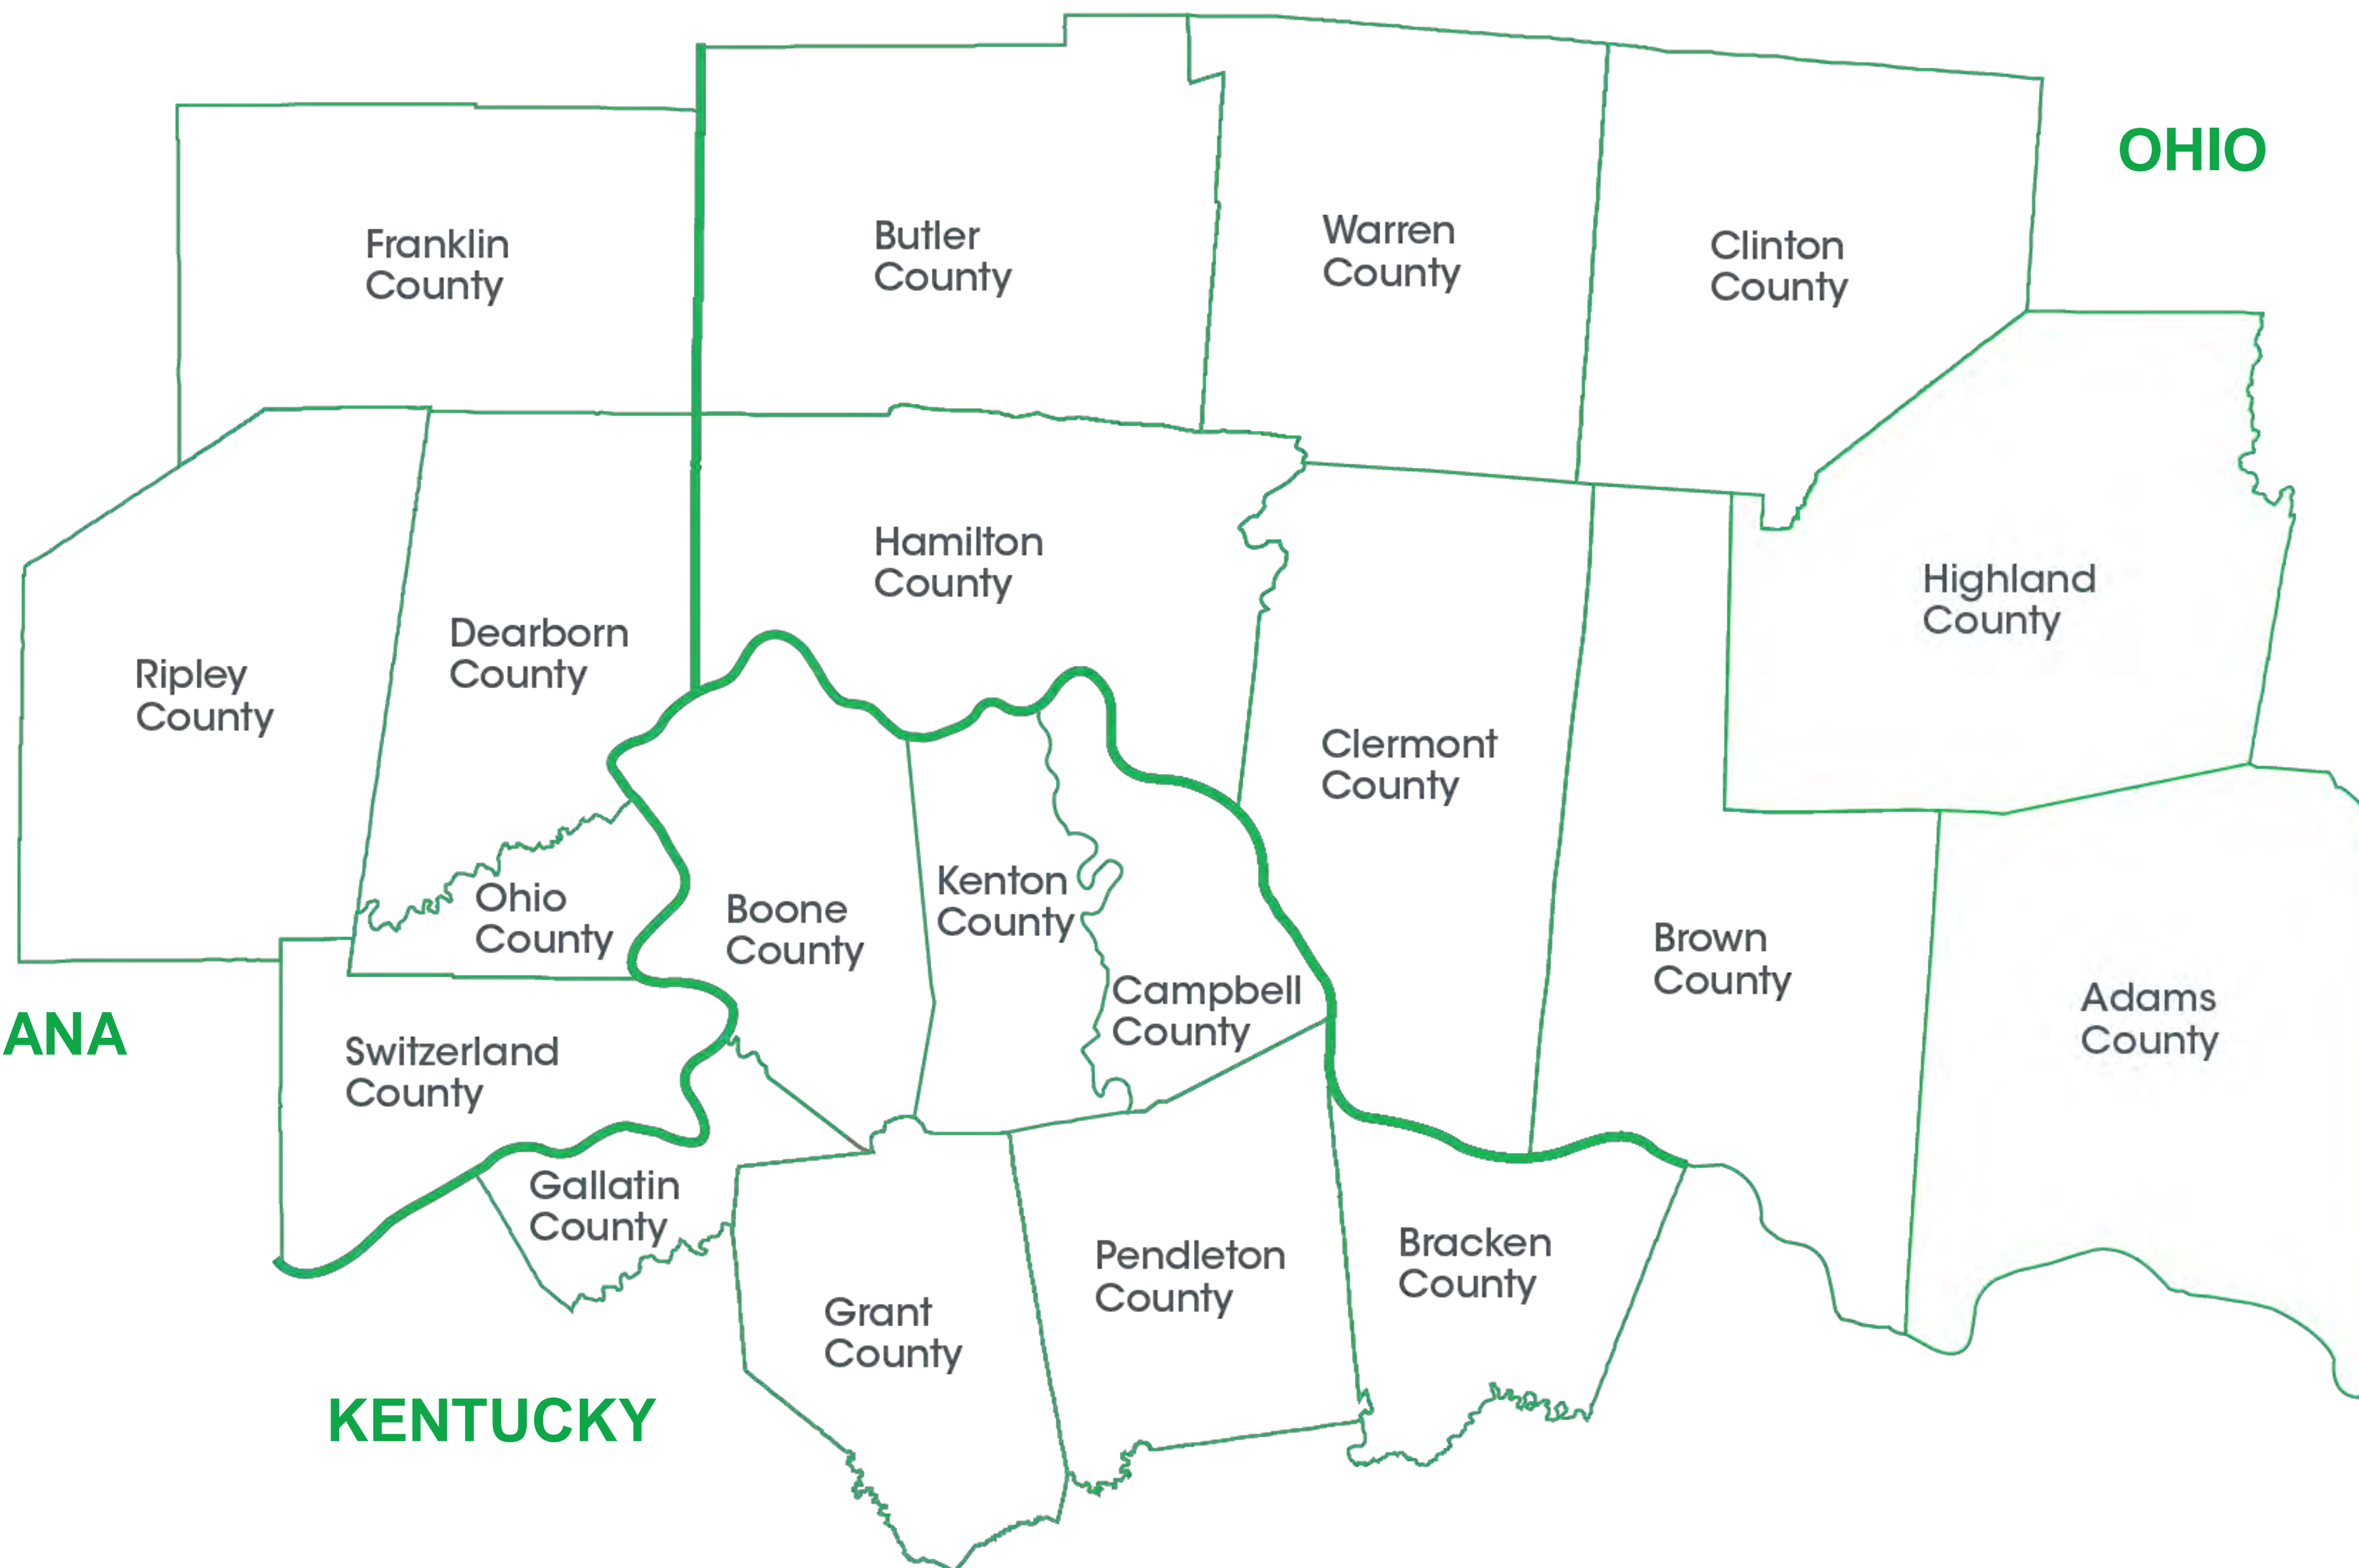 OHIO
Franklin
County
Butler
County
Warren
County
Clinton
County
Hamilton
County
Highland
County
Dearborn
County
Ripley
County
Clermont
County
Ohio
County
Boone
County
Kenton
County
Brown
County
Campbell
County
Adams
County
ANA
Switzerland
County
Gallatin
County
Pendleton
County
Bracken
County
Grant
County
KENTUCKY